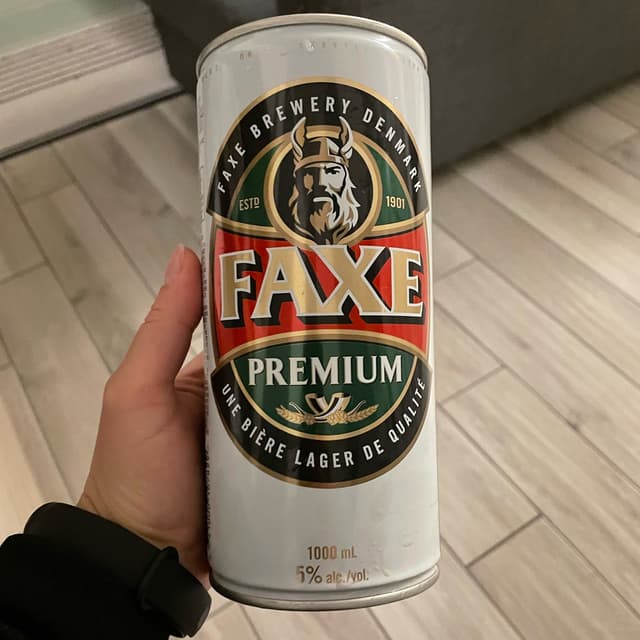 FAXE BREWERY DENMARK
ESTD 1901
FAXE
PREMIUM
UNE BIÈRE LAGER DE QUALITÉ
1000 mL
5% alc./vol.